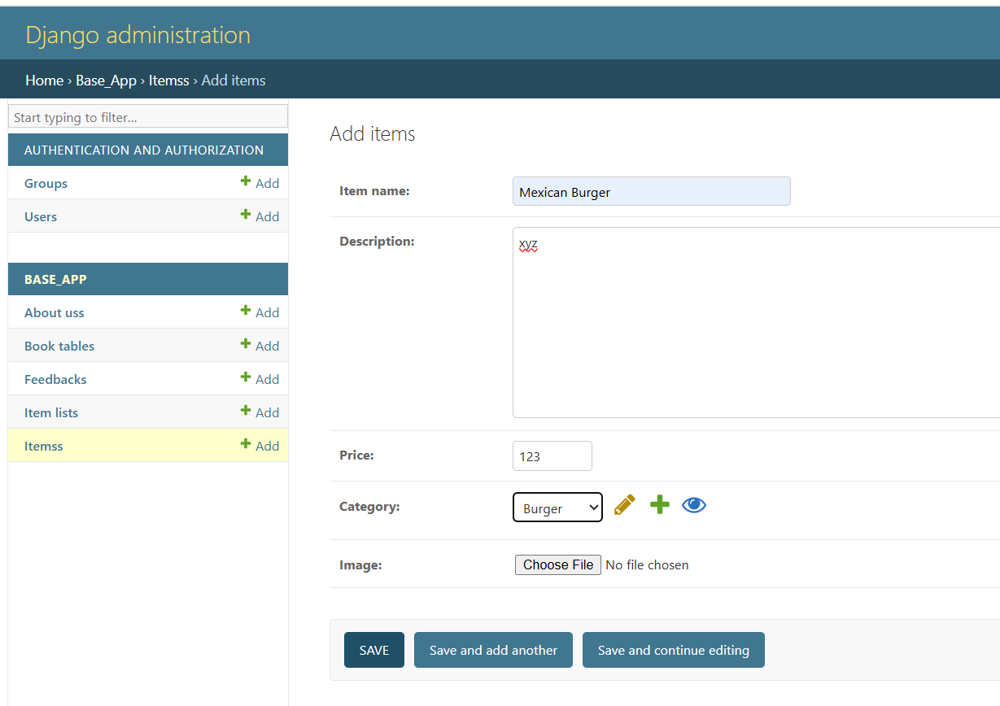 Django administration
Home › Base_App › Itemss › Add items
Start typing to filter...
AUTHENTICATION AND AUTHORIZATION
Groups
Add
Users
Add
BASE_APP
About uss
Add
Book tables
Add
Feedbacks
Add
Item lists
Add
Itemss
Add
Add items
Item name:
Mexican Burger
Description:
xyz
Price:
123
Category:
Burger
Image:
Choose File No file chosen
SAVE
Save and add another
Save and continue editing